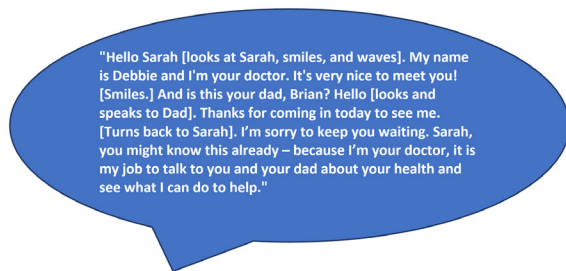 "Hello Sarah [looks at Sarah, smiles, and waves]. My name
is Debbie and I'm your doctor. It's very nice to meet you!
[Smiles.] And is this your dad, Brian? Hello [looks and
speaks to Dad]. Thanks for coming in today to see me.
[Turns back to Sarah]. I’m sorry to keep you waiting. Sarah,
you might know this already – because I’m your doctor, it is
my job to talk to you and your dad about your health and
see what I can do to help."